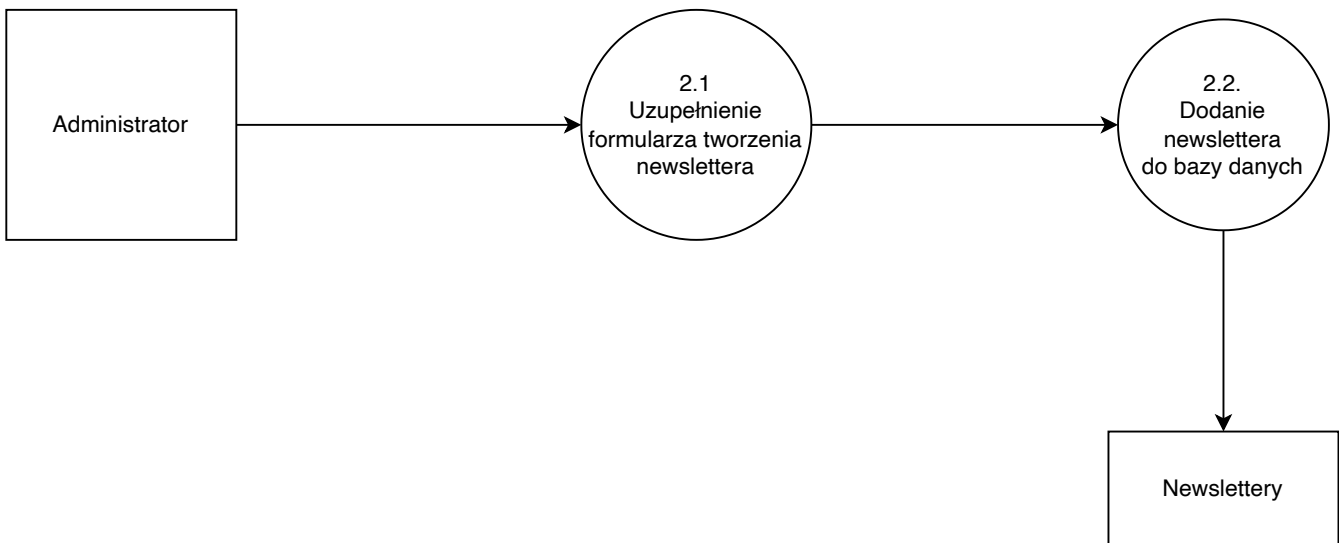 Administrator
2.1
Uzupełnienie
formularza tworzenia
newslettera
2.2.
Dodanie
newslettera
do bazy danych
Newslettery